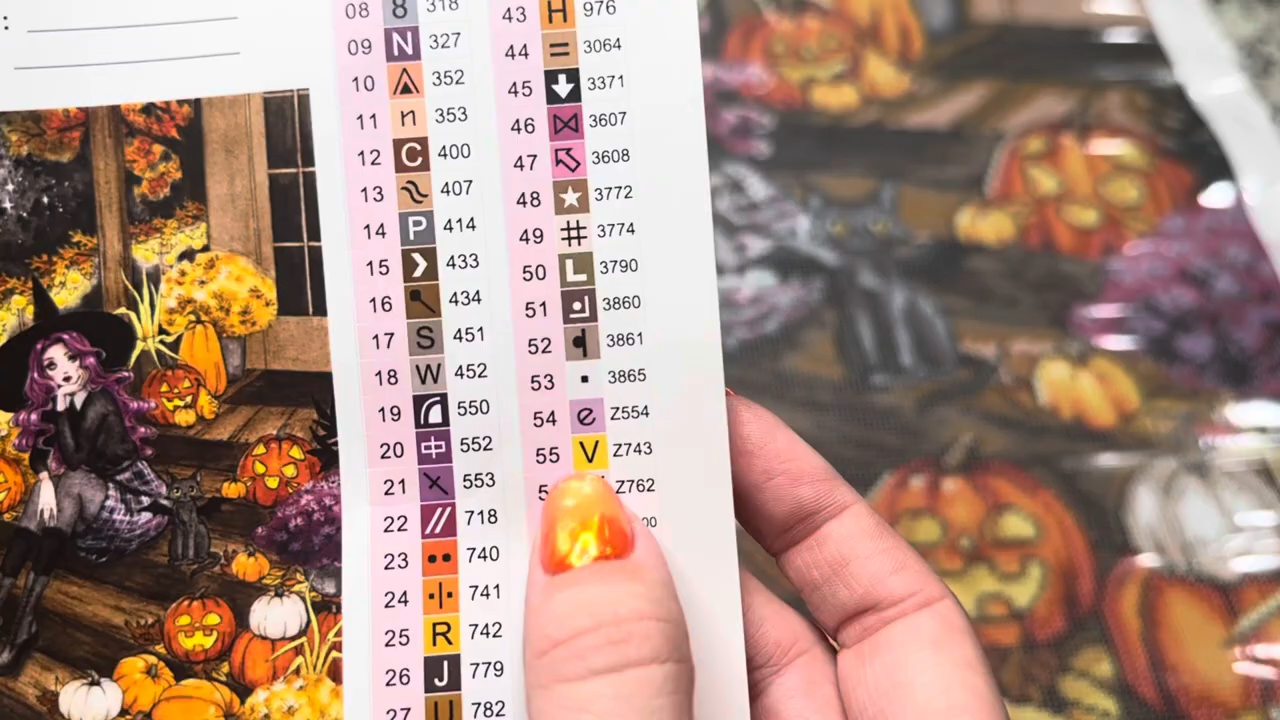 :
08 8 318
09 N 327
10 352
11 n 353
12 C 400
13 407
14 P 414
15 433
16 434
17 S 451
18 W 452
19 550
20 中 552
21 553
22 // 718
23 740
24 741
25 R 742
26 J 779
27 U 782
43 H 976
44 = 3064
45 3371
46 3607
47 3608
48 3772
49 # 3774
50 L 3790
51 3860
52 3861
53 3865
54 e Z554
55 V Z743
Z762